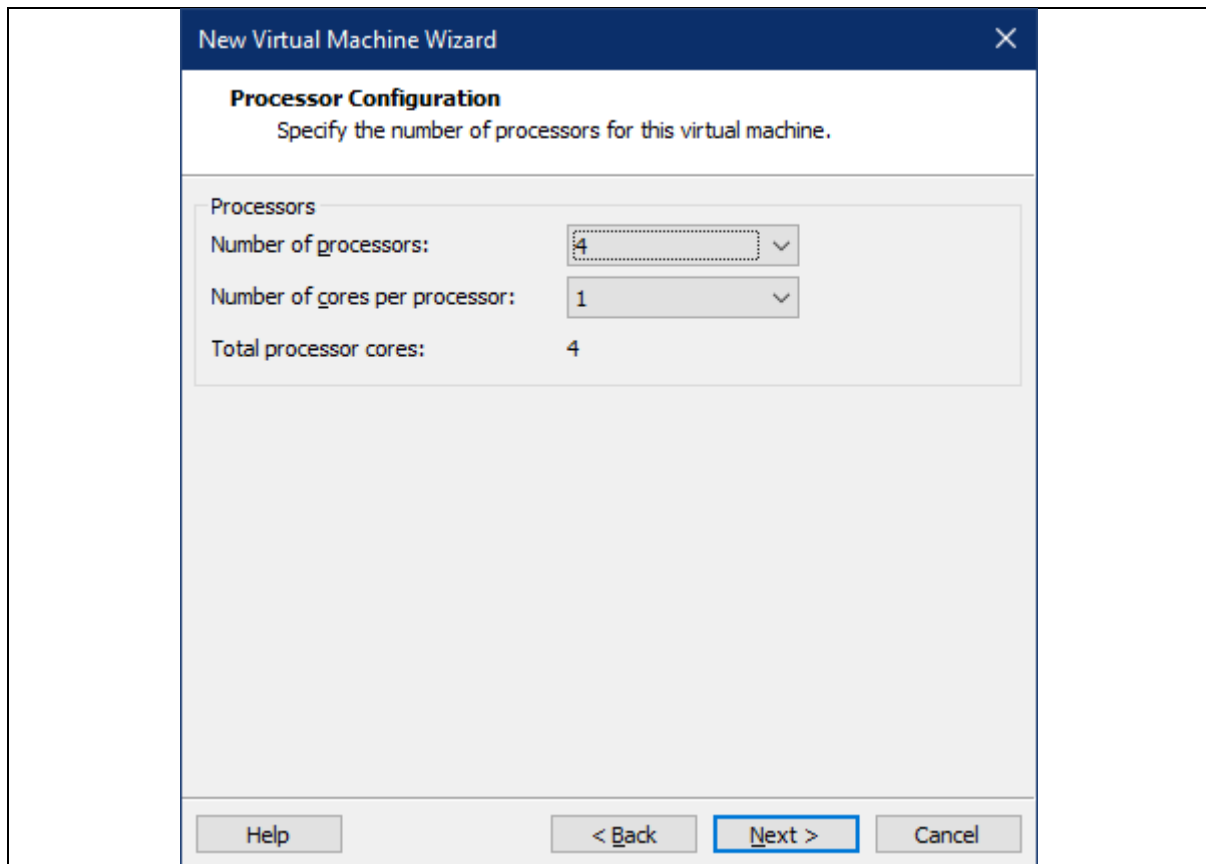 New Virtual Machine Wizard
Processor Configuration
Specify the number of processors for this virtual machine.
Processors
Number of processors: 4
Number of cores per processor: 1
Total processor cores: 4
Help < Back Next > Cancel